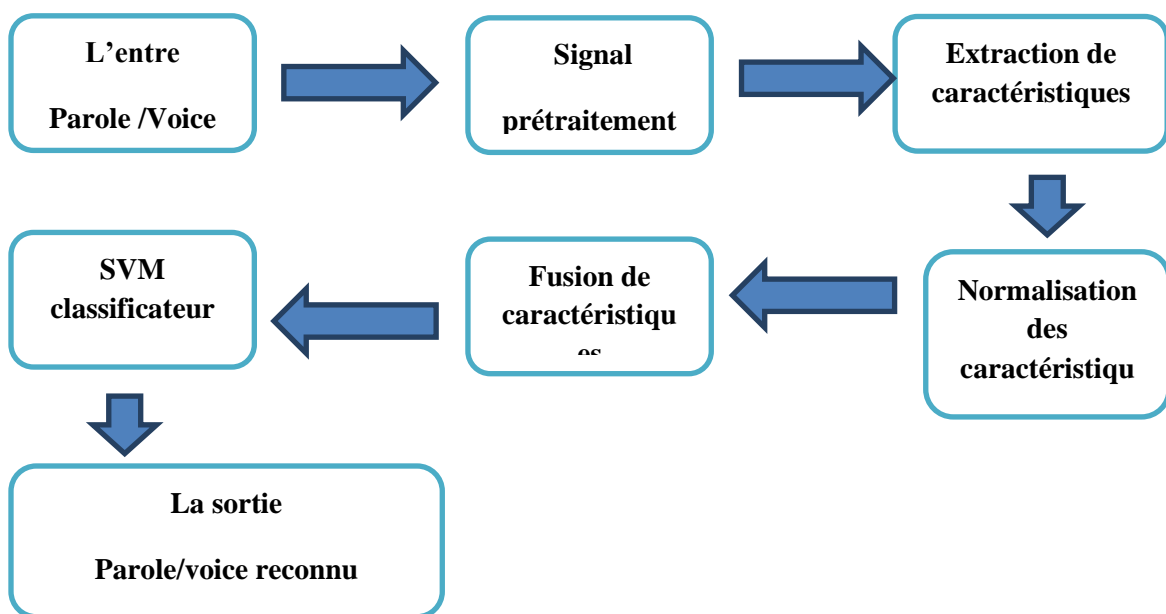 L'entre
Parole /Voice
Signal
prétraitement
Extraction de
caractéristiques
Normalisation
des
caractéristiqu
Fusion de
caractéristiqu
es
SVM
classificateur
La sortie
Parole/voice reconnu